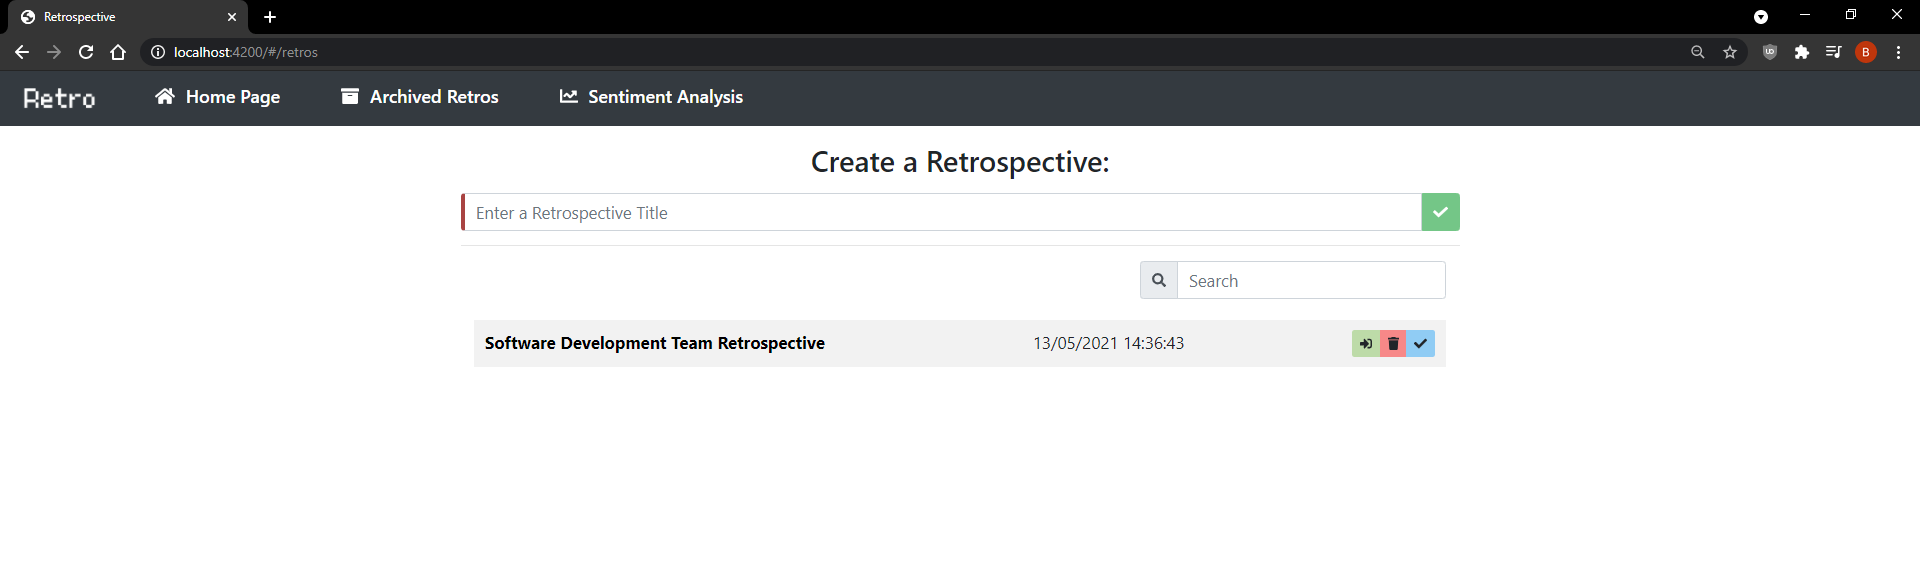 Retrospective
localhost:4200/#/retros
B
Retro Home Page Archived Retros Sentiment Analysis
Create a Retrospective:
Enter a Retrospective Title
Search
Software Development Team Retrospective 13/05/2021 14:36:43